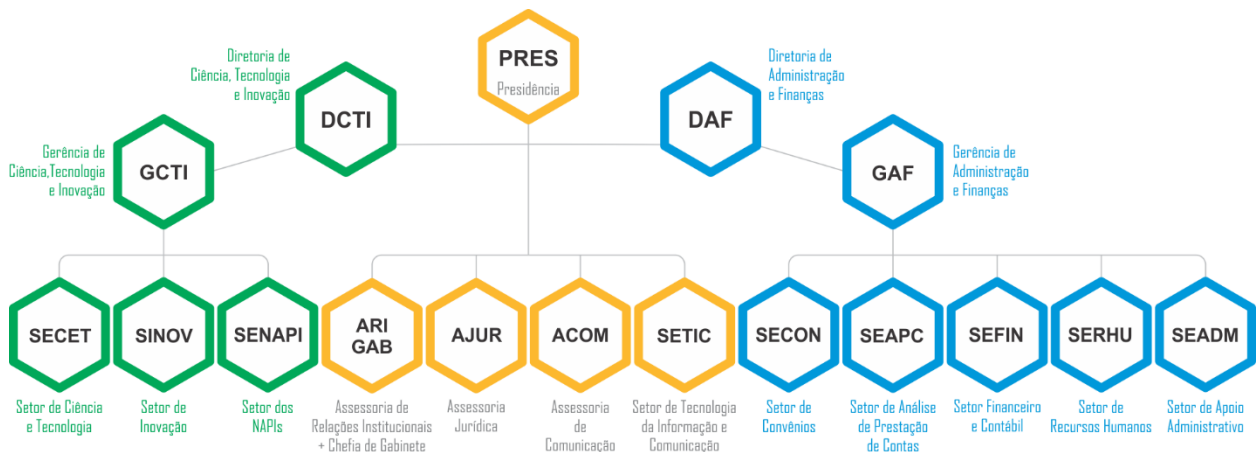 PRES
Presidência
Diretoria de
Ciência, Tecnologia
e Inovação
DCTI
DAF
Diretoria de
Administração
e Finanças
Gerência de
Ciência,Tecnologia
e Inovação
GCTI
GAF
Gerência de
Administração
e Finanças
SECET
SINOV
SENAPI
ARI
GAB
AJUR
ACOM
SETIC
SECON
SEAPC
SEFIN
SERHU
SEADM
Setor de Ciência
e Tecnologia
Setor de
Inovação
Setor dos
NAPIs
Assessoria de
Relações Institucionais
+ Chefia de Gabinete
Assessoria
Jurídica
Assessoria
de
Comunicação
Setor de Tecnologia
da Informação e
Comunicação
Setor de
Convênios
Setor de Análise
de Prestação
de Contas
Setor Financeiro
e Contábil
Setor de
Recursos Humanos
Setor de Apoio
Administrativo